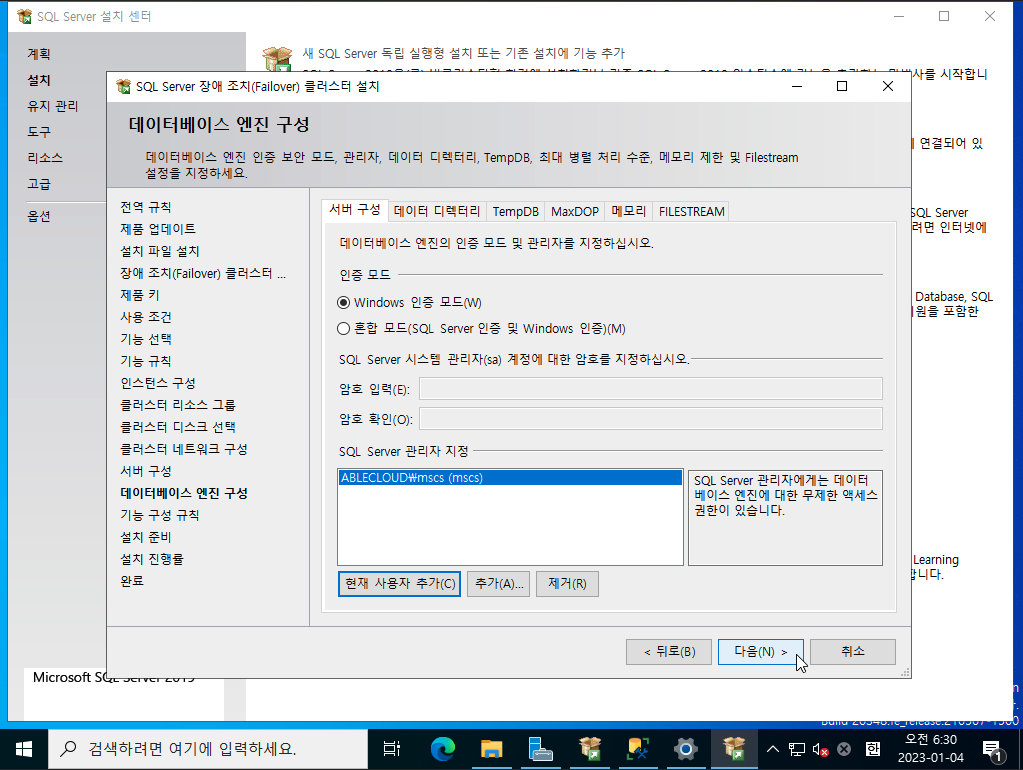 SQL Server 설치 센터
계획
설치
유지 관리
도구
리소스
고급
옵션
새 SQL Server 독립 실행형 설치 또는 기존 설치에 기능 추가
사를 시작합니
연결되어 있
SQL Server
려면 인터넷에
Database, SQL
원을 포함한
Learning
합니다.
Microsoft SQL Server 2019
SQL Server 장애 조치(Failover) 클러스터 설치
데이터베이스 엔진 구성
데이터베이스 엔진 인증 보안 모드, 관리자, 데이터 디렉터리, TempDB, 최대 병렬 처리 수준, 메모리 제한 및 Filestream
설정을 지정하세요.
전역 규칙
제품 업데이트
설치 파일 설치
장애 조치(Failover) 클러스터 ...
제품 키
사용 조건
기능 선택
기능 규칙
인스턴스 구성
클러스터 리소스 그룹
클러스터 디스크 선택
클러스터 네트워크 구성
서버 구성
데이터베이스 엔진 구성
기능 구성 규칙
설치 준비
설치 진행률
완료
서버 구성 데이터 디렉터리 TempDB MaxDOP 메모리 FILESTREAM
데이터베이스 엔진의 인증 모드 및 관리자를 지정하십시오.
인증 모드
Windows 인증 모드(W)
혼합 모드(SQL Server 인증 및 Windows 인증)(M)
SQL Server 시스템 관리자(sa) 계정에 대한 암호를 지정하십시오.
암호 입력(E):
암호 확인(O):
SQL Server 관리자 지정
ABLECLOUD₩mscs (mscs)
SQL Server 관리자에게는 데이터
베이스 엔진에 대한 무제한 액세스
권한이 있습니다.
현재 사용자 추가(C) 추가(A)... 제거(R)
< 뒤로(B) 다음(N) > 취소
검색하려면 여기에 입력하세요.
한
오전 6:30
2023-01-04
1